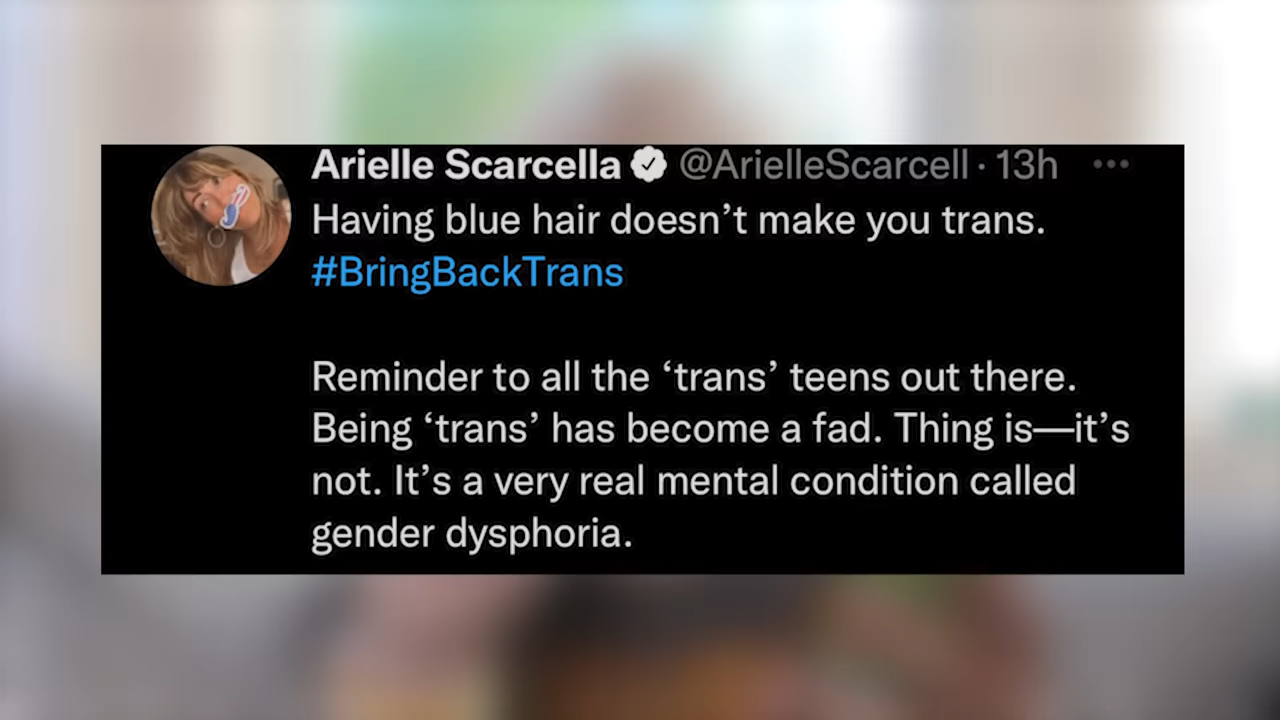 Arielle Scarcella @ArielleScarcell · 13h ...
Having blue hair doesn’t make you trans.
#BringBackTrans
Reminder to all the ‘trans’ teens out there.
Being ‘trans’ has become a fad. Thing is—it’s
not. It’s a very real mental condition called
gender dysphoria.